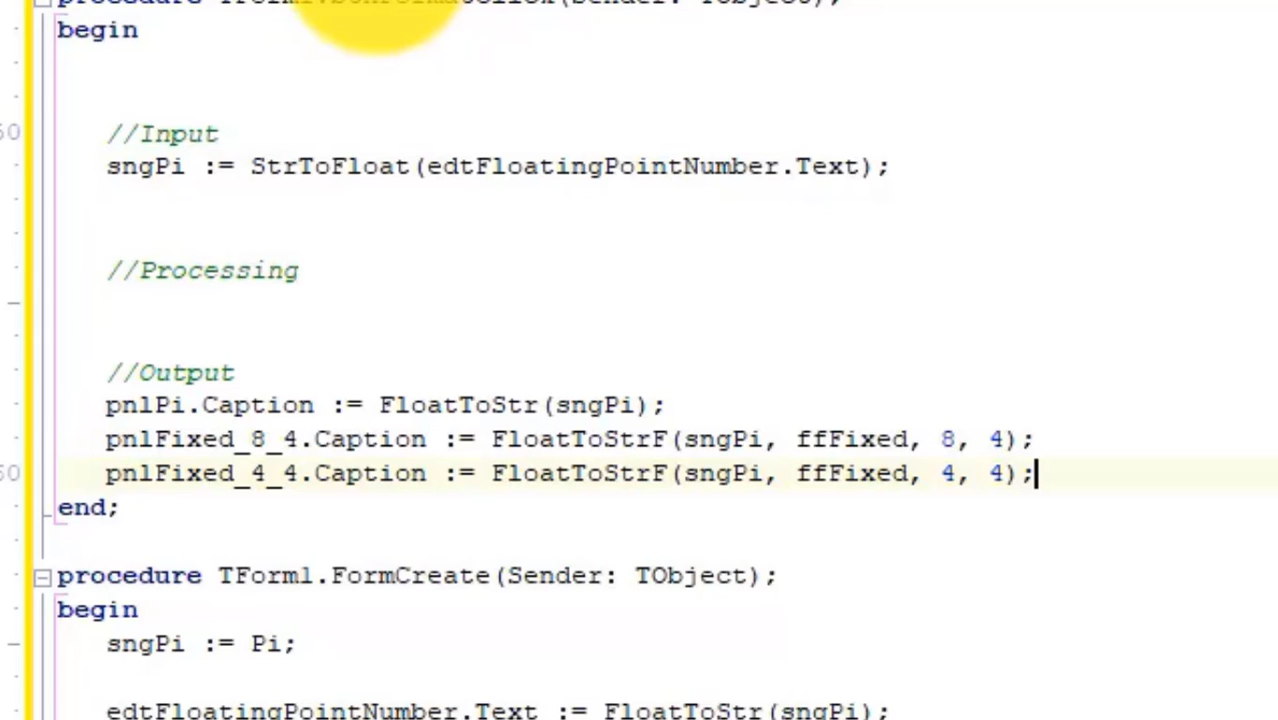 procedure
begin
//Input
sngPi := StrToFloat(edtFloatingPointNumber.Text);
//Processing
//Output
pnlPi.Caption := FloatToStr(sngPi);
pnlFixed_8_4.Caption := FloatToStrF(sngPi, ffFixed, 8, 4);
60 pnlFixed_4_4.Caption := FloatToStrF(sngPi, ffFixed, 4, 4);
end;
procedure TForm1.FormCreate(Sender: TObject);
begin
sngPi := Pi;
edtFloatingPointNumber.Text := FloatToStr(sngPi);